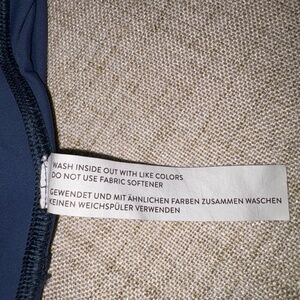 WASH INSIDE OUT WITH LIKE COLORS
DO NOT USE FABRIC SOFTENER
GEWENDET UND MIT ÄHNLICHEN FARBEN ZUSAMMEN WASCHEN
KEINEN WEICHSPÜLER VERWENDEN